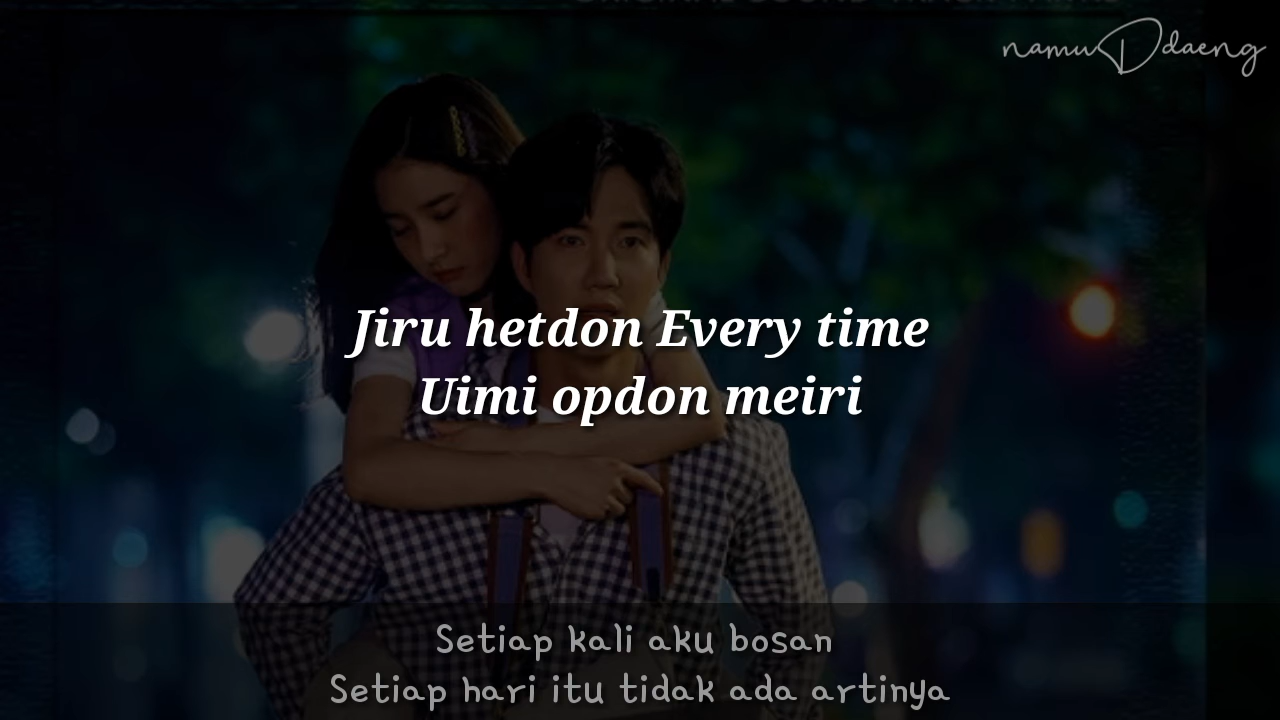 namuDdaeng
Jiru hetdon Every time
Uimi opdon meiri
Setiap kali aku bosan
Setiap hari itu tidak ada artinya